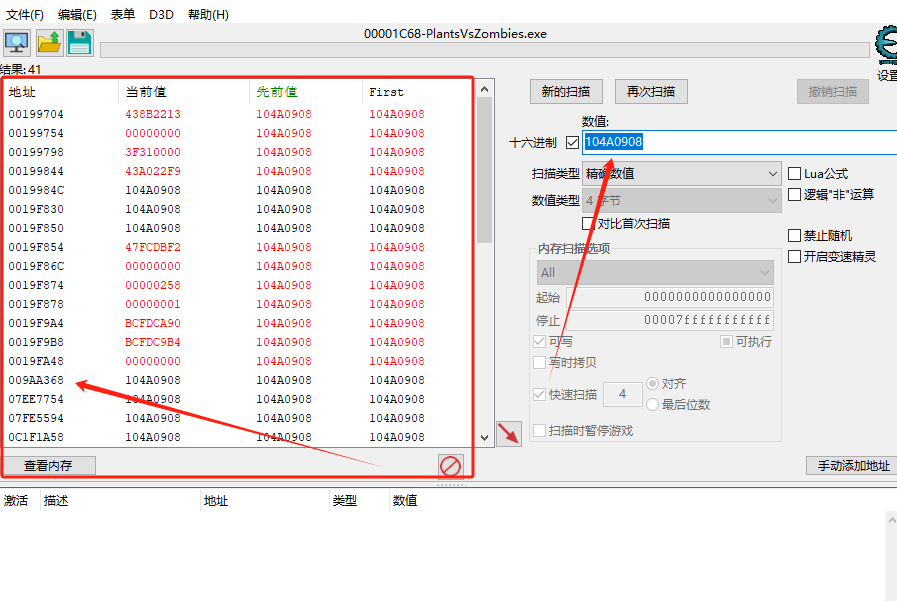 文件(F) 编辑(E) 表单 D3D 帮助(H)
00001C68-PlantsVsZombies.exe
结果: 41
设置
地址 当前值 先前值 First
00199704 438B2213 104A0908 104A0908
00199754 00000000 104A0908 104A0908
00199798 3F310000 104A0908 104A0908
00199844 43A022F9 104A0908 104A0908
0019984C 104A0908 104A0908 104A0908
0019F830 104A0908 104A0908 104A0908
0019F850 104A0908 104A0908 104A0908
0019F854 47FCDBF2 104A0908 104A0908
0019F86C 00000000 104A0908 104A0908
0019F874 00000258 104A0908 104A0908
0019F878 00000001 104A0908 104A0908
0019F9A4 BCFDCA90 104A0908 104A0908
0019F9B8 BCFDC9B4 104A0908 104A0908
0019FA48 00000000 104A0908 104A0908
009AA368 104A0908 104A0908 104A0908
07EE7754 104A0908 104A0908 104A0908
07FE5594 104A0908 104A0908 104A0908
0C1F1A58 104A0908 104A0908 104A0908
查看内存
新的扫描 再次扫描 撤销扫描
数值:
十六进制 104A0908
扫描类型 精确数值 Lua公式
数值类型 4 字节 逻辑"非"运算
对比首次扫描
禁止随机
内存扫描选项
开启变速精灵
All
起始 0000000000000000
停止 00007fffffffffff
可写 可执行
写时拷贝
快速扫描 4 对齐
最后位数
扫描时暂停游戏
手动添加地址
激活 描述 地址 类型 数值